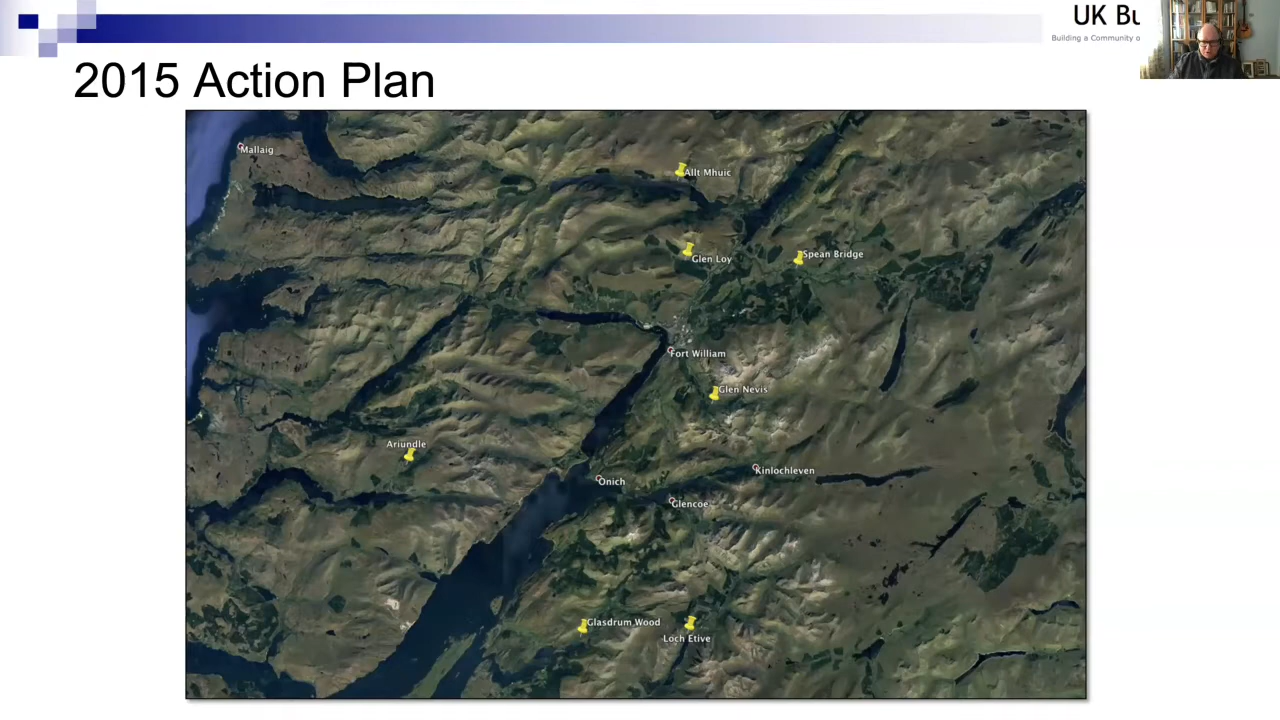 UK Bu
Building a Community o
2015 Action Plan
Mallaig
Allt Mhuic
Glen Loy
Spean Bridge
Fort William
Glen Nevis
Ariundle
Kinlochleven
Onich
Glencoe
Glasdrum Wood
Loch Etive